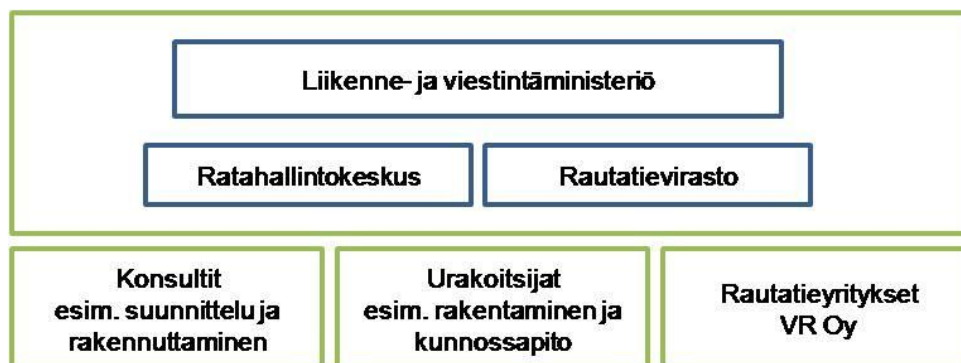 Liikenne- ja viestintäministeriö
Ratahallintokeskus
Rautatievirasto
Konsultit
esim. suunnittelu ja
rakennuttaminen
Urakoitsijat
esim. rakentaminen ja
kunnossapito
Rautatieyritykset
VR Oy